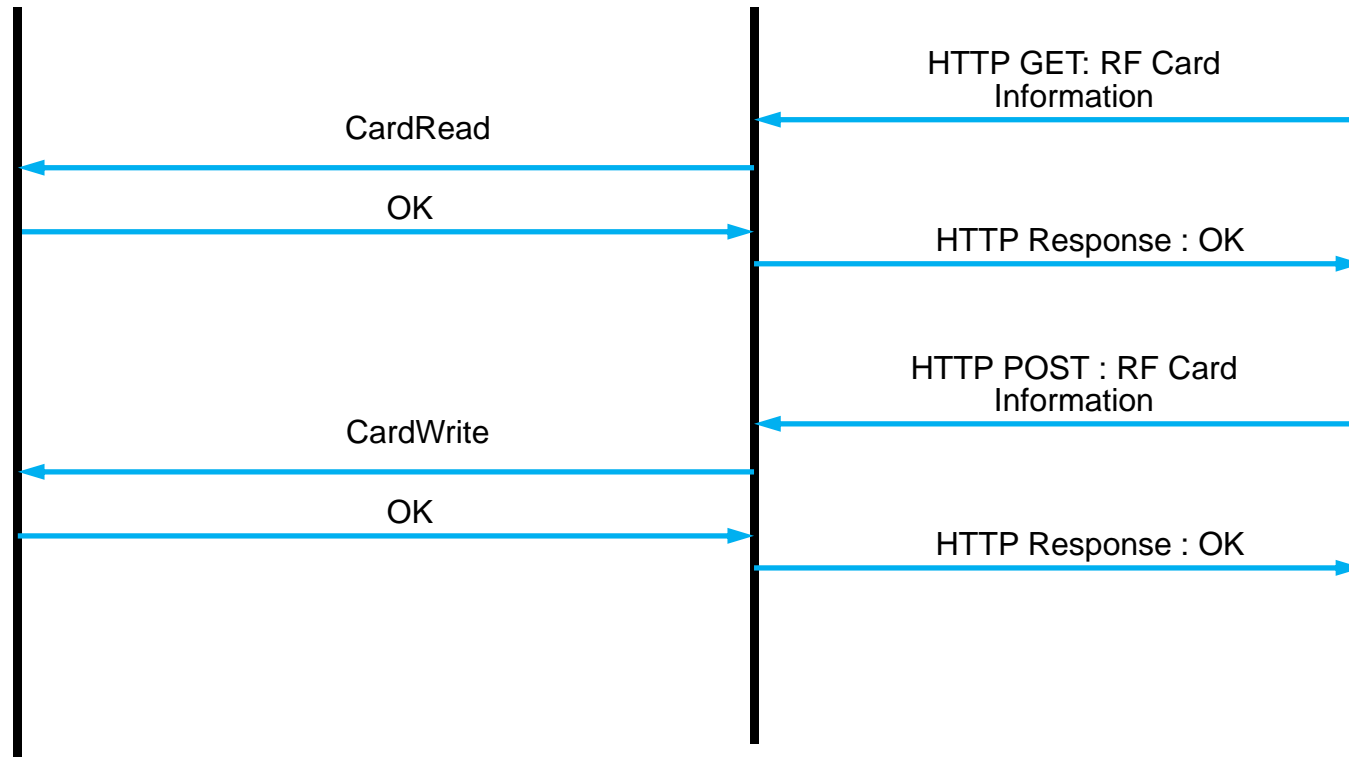 HTTP GET: RF Card
Information
CardRead
OK
HTTP Response : OK
HTTP POST : RF Card
Information
CardWrite
OK
HTTP Response : OK